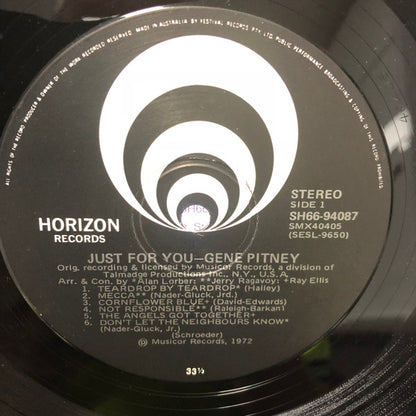 ALL RIGHTS OF THE RECORD PRODUCER & OWNER OF THE WORK RECORDED RESERVED. MADE IN AUSTRALIA BY FESTIVAL RECORDS PTY. LTD. PUBLIC PERFORMANCE BROADCASTING & COPYING OF THIS RECORD PROHIBITED
STEREO
SIDE 1
HORIZON
RECORDS
SH66-94087
SMX40405
(SESL-9650)
JUST FOR YOU—GENE PITNEY
Orig. recording & licensed by Musicor Records, a division of
Talmadge Productions Inc., N.Y., U.S.A.
Arr. & Con. by *Alan Lorber; **Jerry Ragavoy; +Ray Ellis
1. TEARDROP BY TEARDROP* (Halley)
2. MECCA** (Nader-Gluck, Jrd.)
3. CORNFLOWER BLUE+ (David-Edwards)
4. NOT RESPONSIBLE** (Raleigh-Barkan)
5. THE ANGELS GOT TOGETHER+
6. DON'T LET THE NEIGHBOURS KNOW*
(Nader-Gluck, Jr.)
(Schroeder)
℗ Musicor Records, 1972
33⅓